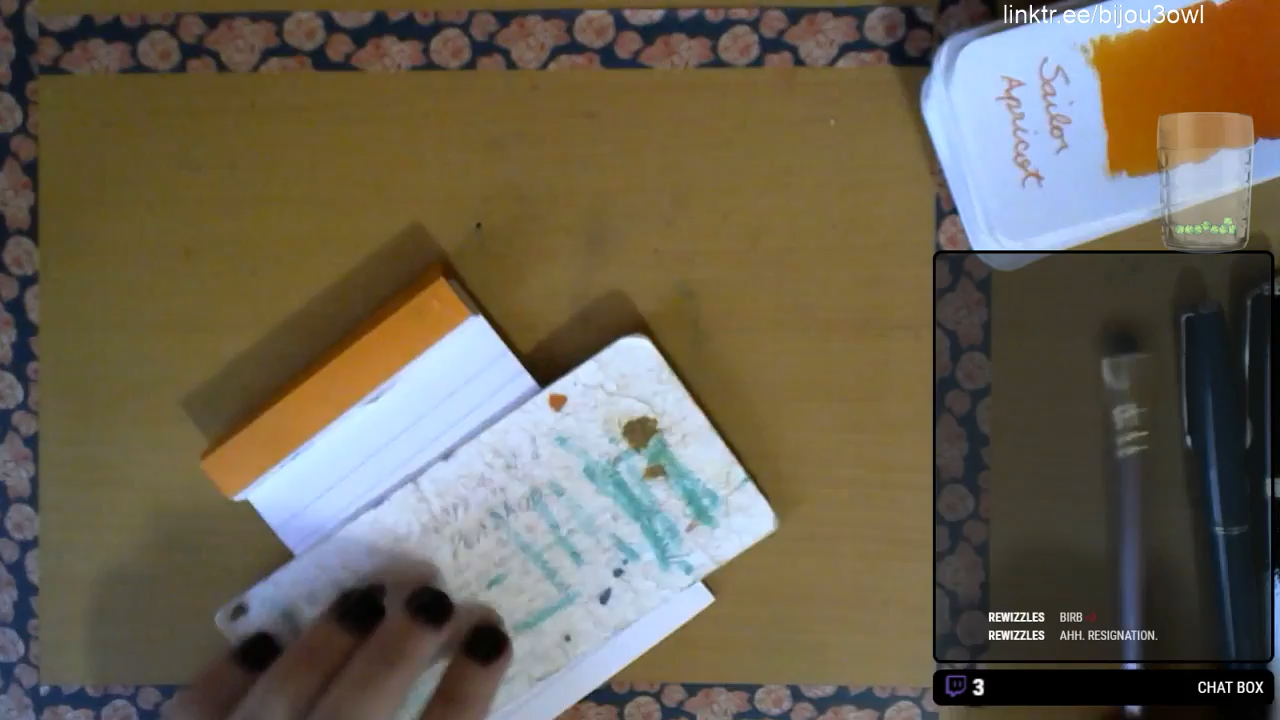 linktr.ee/bijou3owl
Sailor
Apricot
REWIZZLES BIRB
REWIZZLES AHH. RESIGNATION.
3 CHAT BOX